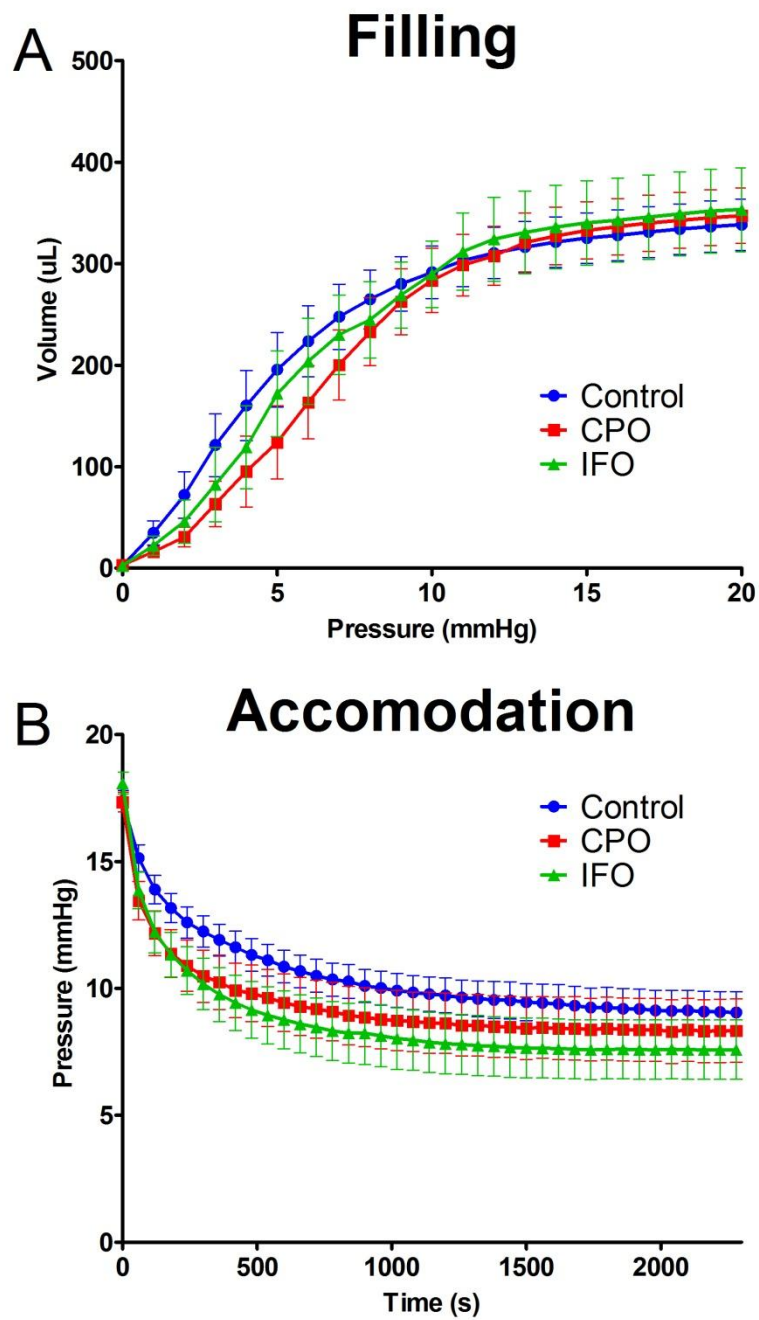 A
Filling
500
400
300
200
100
0
Volume (uL)
Control
CPO
IFO
0 5 10 15 20
Pressure (mmHg)
B
Accomodation
20
15
10
5
0
Pressure (mmHg)
Control
CPO
IFO
0 500 1000 1500 2000
Time (s)